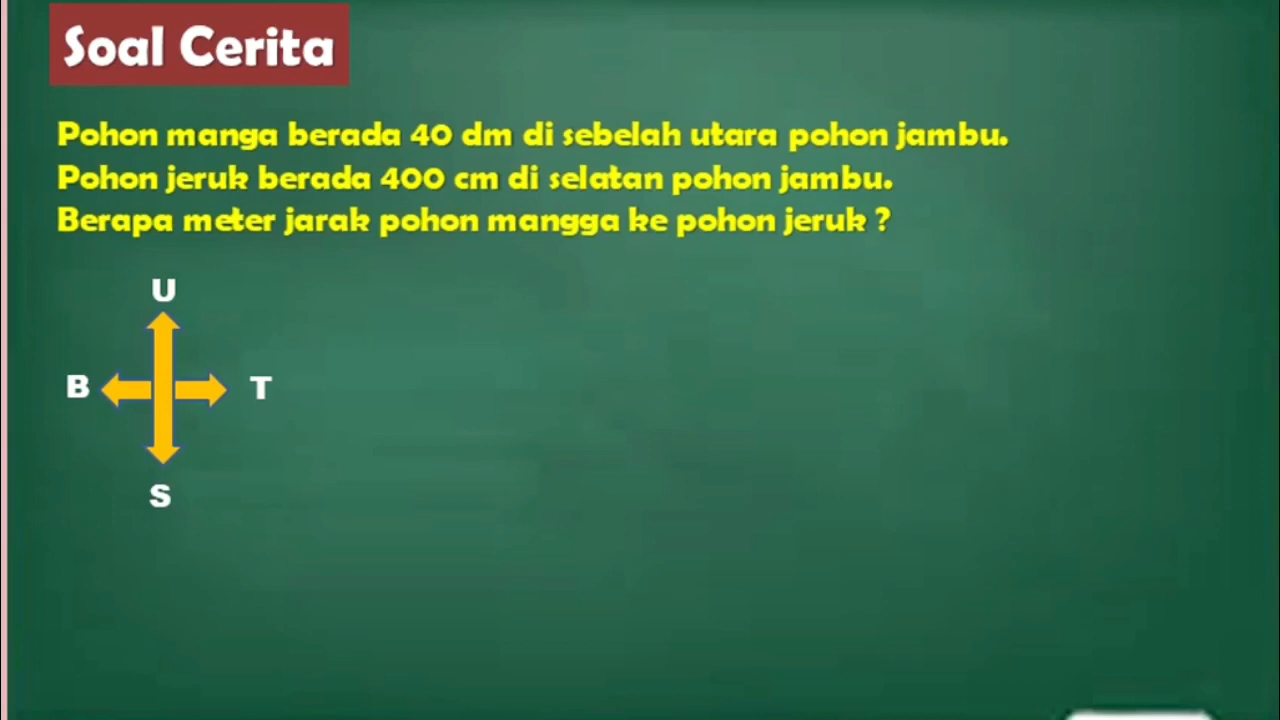 Soal Cerita
Pohon manga berada 40 dm di sebelah utara pohon jambu.
Pohon jeruk berada 400 cm di selatan pohon jambu.
Berapa meter jarak pohon mangga ke pohon jeruk ?
U
B T
S